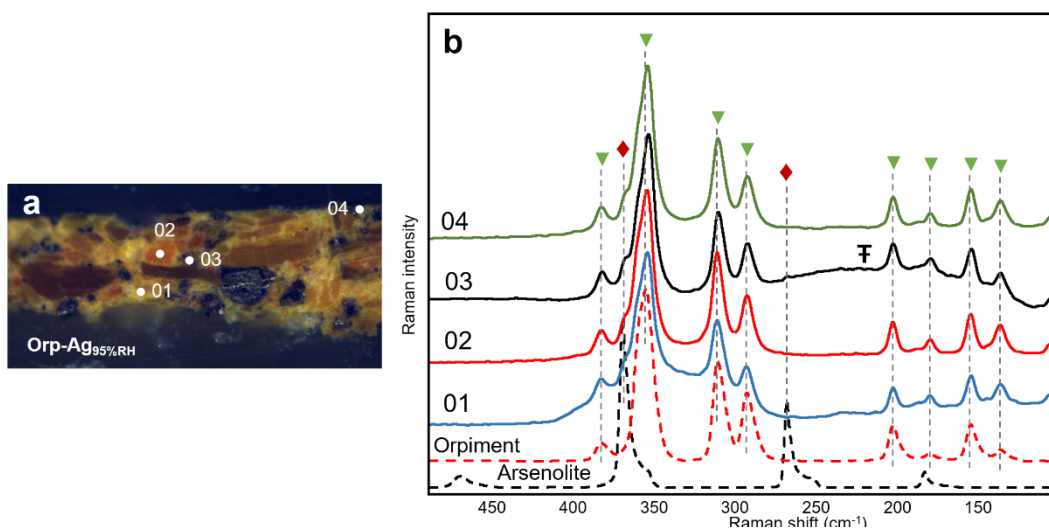 a
04
02
03
01
Orp-Ag95%RH
b
Raman intensity
04
03
Ŧ
02
01
Orpiment
Arsenolite
450 350 300 250 200 150
Raman shift (cm-1)